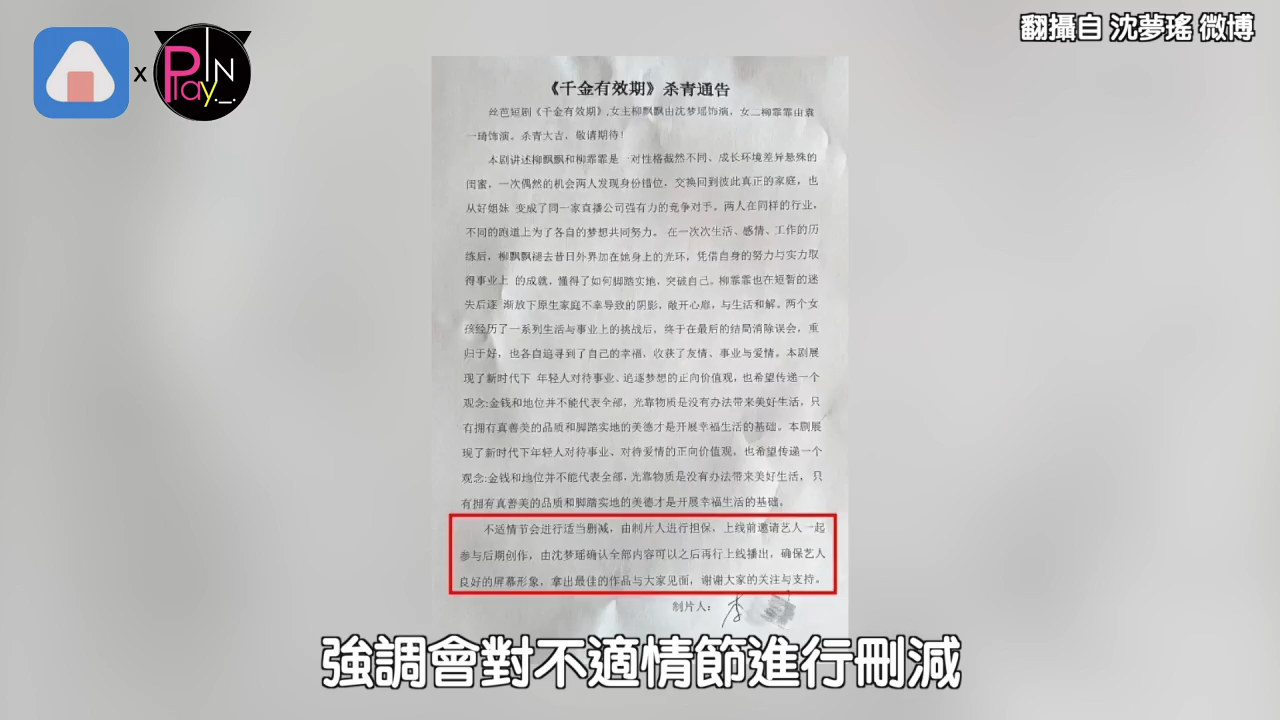 翻攝自 沈夢瑤 微博
x
PlayIN
《千金有效期》杀青通告
丝芭短剧《千金有效期》,女主柳飘飘由沈梦瑶饰演，女二柳霏霏由袁
一琦饰演。杀青大吉，敬请期待！
本剧讲述柳飘飘和柳霏霏是一对性格截然不同、成长环境差异悬殊的
闺蜜，一次偶然的机会两人发现身份错位，交换回到彼此真正的家庭，也
从好姐妹 变成了同一家直播公司强有力的竞争对手。两人在同样的行业，
不同的跑道上为了各自的梦想共同努力。 在一次次生活、感情、工作的历
练后，柳飘飘褪去昔日外界加在她身上的光环，凭借自身的努力与实力取
得事业上 的成就，懂得了如何脚踏实地、突破自己。柳霏霏也在短暂的迷
失后逐 渐放下原生家庭不幸导致的阴影，敞开心扉，与生活和解。两个女
孩经历了一系列生活与事业上的挑战后，终于在最后的结局消除误会，重
归于好，也各自追寻到了自己的幸福，收获了友情、事业与爱情。本剧展
现了新时代下 年轻人对待事业、追逐梦想的正向价值观，也希望传递一个
观念:金钱和地位并不能代表全部，光靠物质是没有办法带来美好生活，只
有拥有真善美的品质和脚踏实地的美德才是开展幸福生活的基础。本剧展
现了新时代下年轻人对待事业、对待爱情的正向价值观，也希望传递一个
观念:金钱和地位并不能代表全部，光靠物质是没有办法带来美好生活，只
有拥有真善美的品质和脚踏实地的美德才是开展幸福生活的基础。
不适情节会进行适当删减，由制片人进行担保，上线前邀请艺人一起
参与后期创作，由沈梦瑶确认全部内容可以之后再行上线播出，确保艺人
良好的屏幕形象，拿出最佳的作品与大家见面，谢谢大家的关注与支持。
制片人：李
強調會對不適情節進行刪減